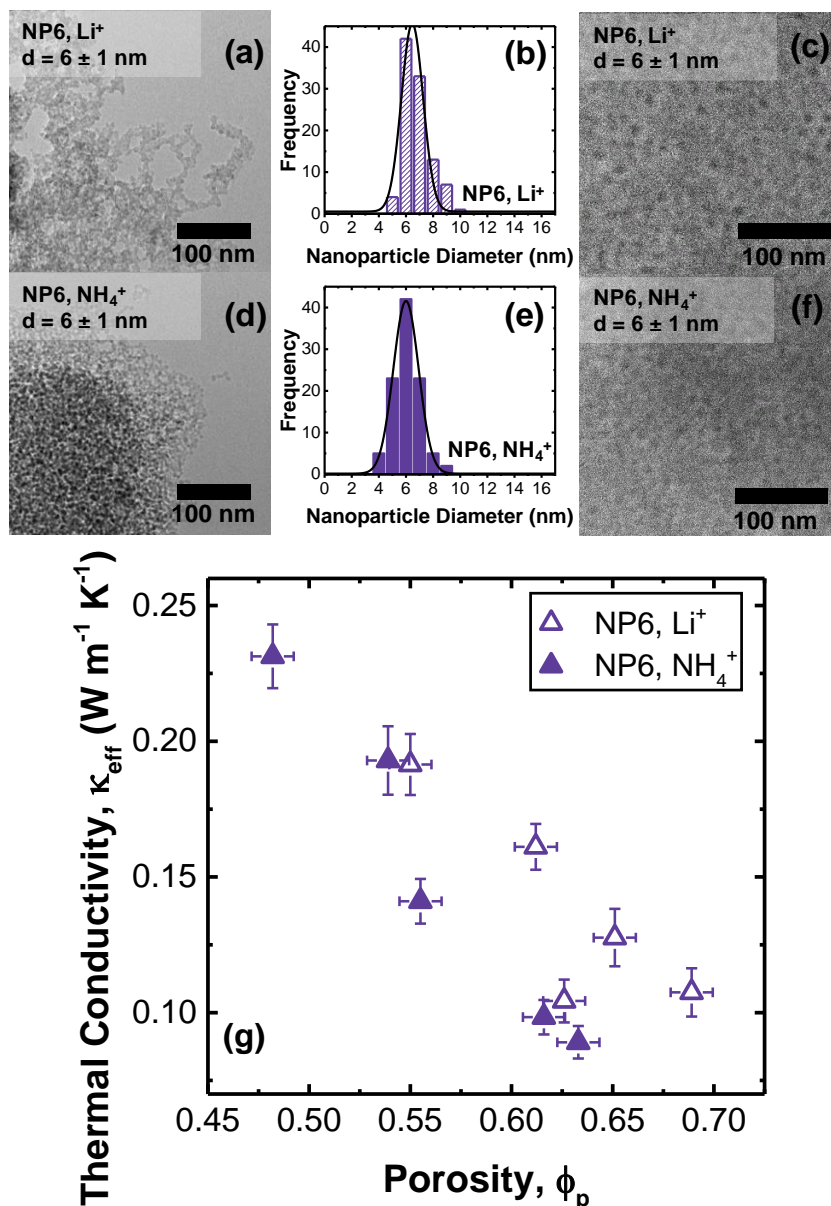 NP6, Li⁺
d = 6 ± 1 nm
(a)
100 nm
(b)
Frequency
40
30
20
10
0
NP6, Li⁺
0 2 4 6 8 10 12 14 16
Nanoparticle Diameter (nm)
NP6, Li⁺
d = 6 ± 1 nm
(c)
100 nm
NP6, NH₄⁺
d = 6 ± 1 nm
(d)
100 nm
(e)
Frequency
40
30
20
10
0
NP6, NH₄⁺
0 2 4 6 8 10 12 14 16
Nanoparticle Diameter (nm)
NP6, NH₄⁺
d = 6 ± 1 nm
(f)
100 nm
Thermal Conductivity, κeff (W m⁻¹ K⁻¹)
0.25
0.20
0.15
0.10
NP6, Li⁺
NP6, NH₄⁺
(g)
0.45 0.50 0.55 0.60 0.65 0.70
Porosity, ϕp